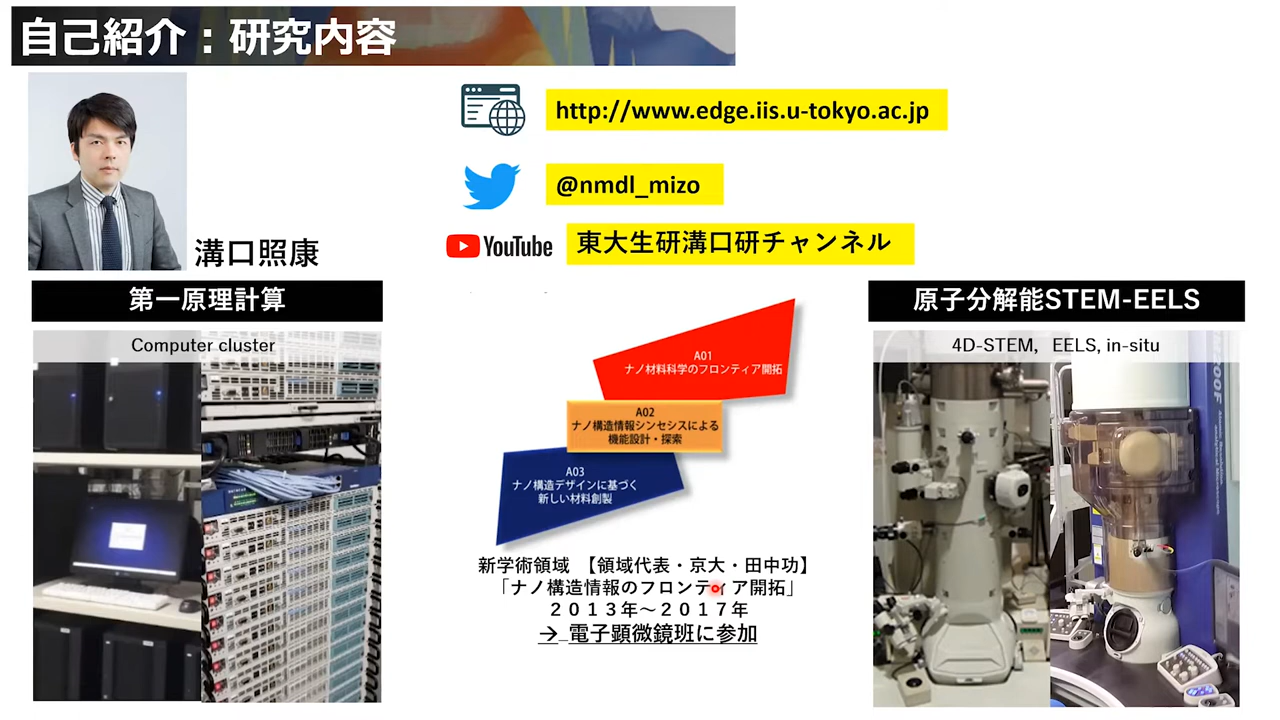 自己紹介：研究内容
http://www.edge.iis.u-tokyo.ac.jp
@nmdl_mizo
YouTube 東大生研溝口研チャンネル
溝口照康
第一原理計算
Computer cluster
A01
ナノ材料科学のフロンティア開拓
A02
ナノ構造情報シンセシスによる
機能設計・探索
A03
ナノ構造デザインに基づく
新しい材料創製
新学術領域 【領域代表・京大・田中功】
「ナノ構造情報のフロンティア開拓」
２０１３年～２０１７年
→ 電子顕微鏡班に参加
原子分解能STEM-EELS
4D-STEM, EELS, in-situ